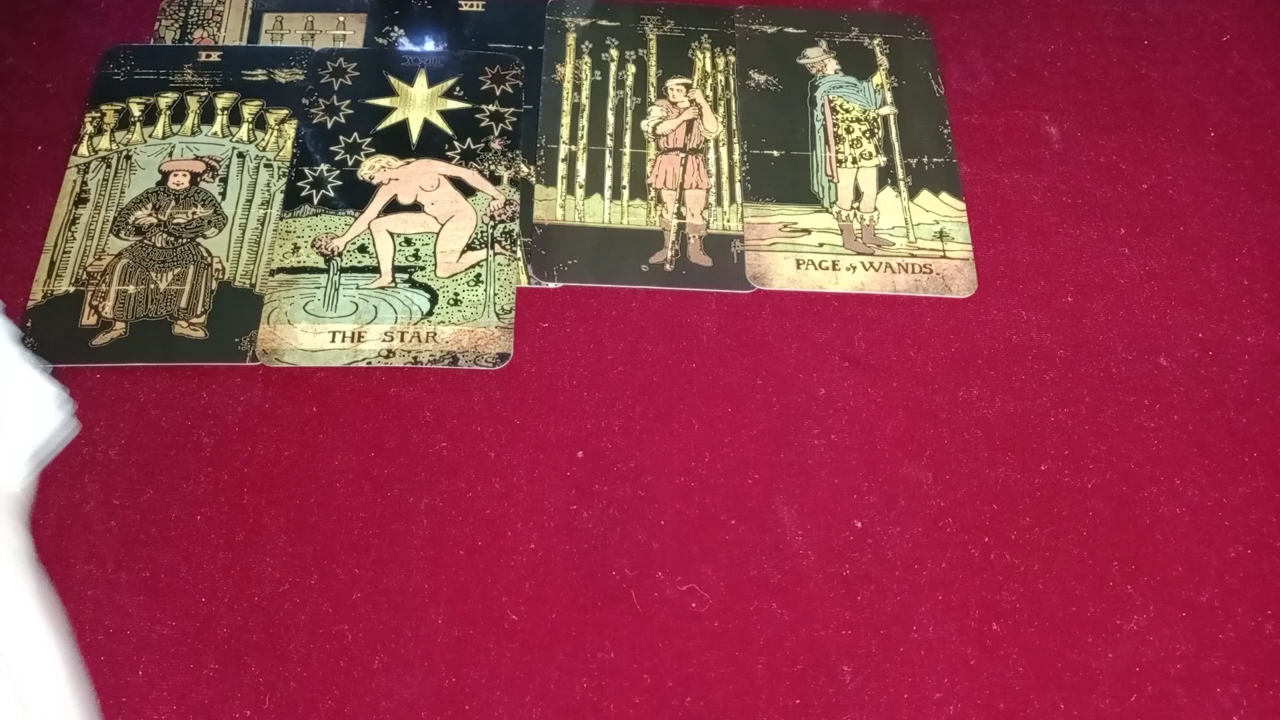 VII
IX
THE STAR
PAGE of WANDS.